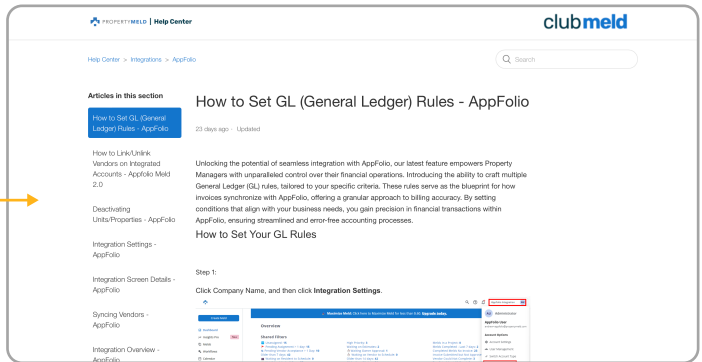 PROPERTYMELD | Help Center
clubmeld
Help Center > Integrations > AppFolio
Search
Articles in this section
How to Set GL (General
Ledger) Rules - AppFolio
How to Link/Unlink
Vendors on Integrated
Accounts - Appfolio Meld
2.0
Deactivating
Units/Properties - AppFolio
Integration Settings -
AppFolio
Integration Screen Details -
AppFolio
Syncing Vendors -
AppFolio
Integration Overview -
AppFolio
How to Set GL (General Ledger) Rules - AppFolio
23 days ago · Updated
Unlocking the potential of seamless integration with AppFolio, our latest feature empowers Property
Managers with unparalleled control over their financial operations. Introducing the ability to craft multiple
General Ledger (GL) rules, tailored to your specific criteria. These rules serve as the blueprint for how
invoices synchronize with AppFolio, offering a granular approach to billing accuracy. By setting
conditions that align with your business needs, you gain precision in financial transactions within
AppFolio, ensuring streamlined and error-free accounting processes.
How to Set Your GL Rules
Step 1:
Click Company Name, and then click Integration Settings.
Overview
Shared Filters